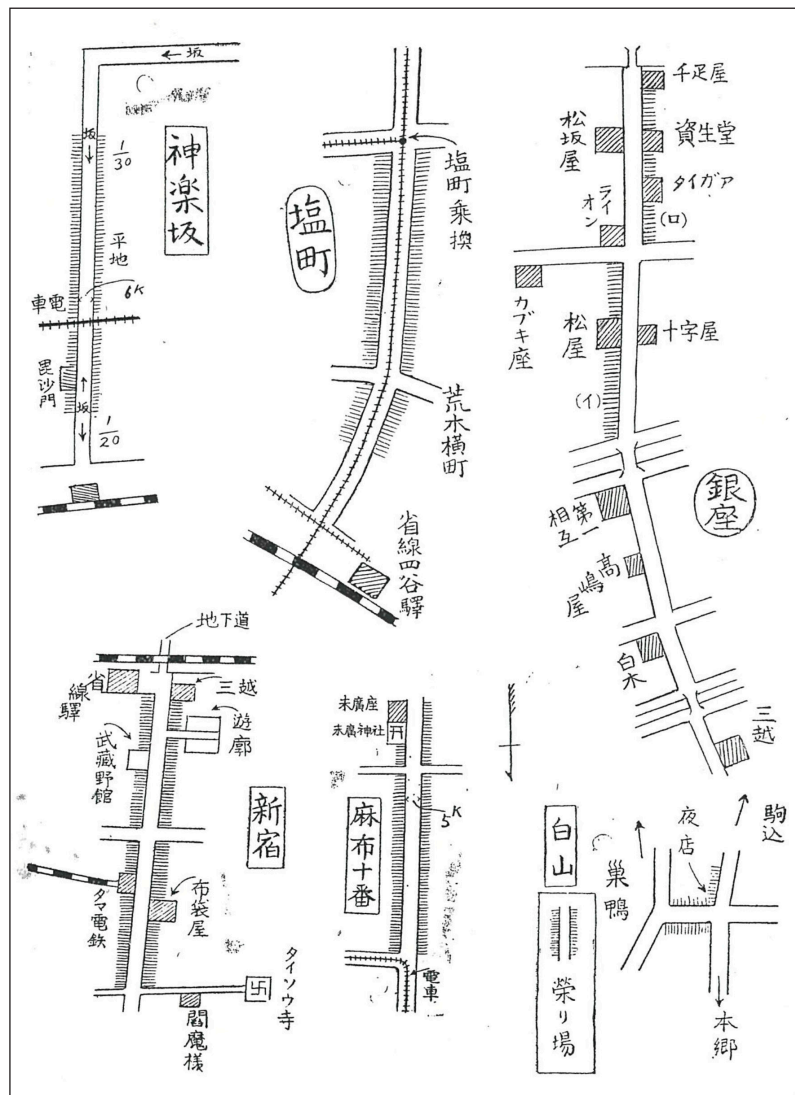 神楽坂
坂
坂
1/30
平地
6K
車電
毘沙門
坂
1/20
塩町
塩町乗換
荒木横町
省線四谷驛
銀座
千疋屋
松坂屋
資生堂
タイガア
ライオン
(ロ)
カブキ座
松屋
十字屋
(イ)
第一相互
高嶋屋
白木
三越
新宿
地下道
省線驛
三越
遊廓
武蔵野館
タマ電鉄
布袋屋
卍
タイソウ寺
閻魔様
麻布十番
末廣座
末廣神社
5K
電車
白山
駒込
夜店
巣鴨
本郷
榮り場